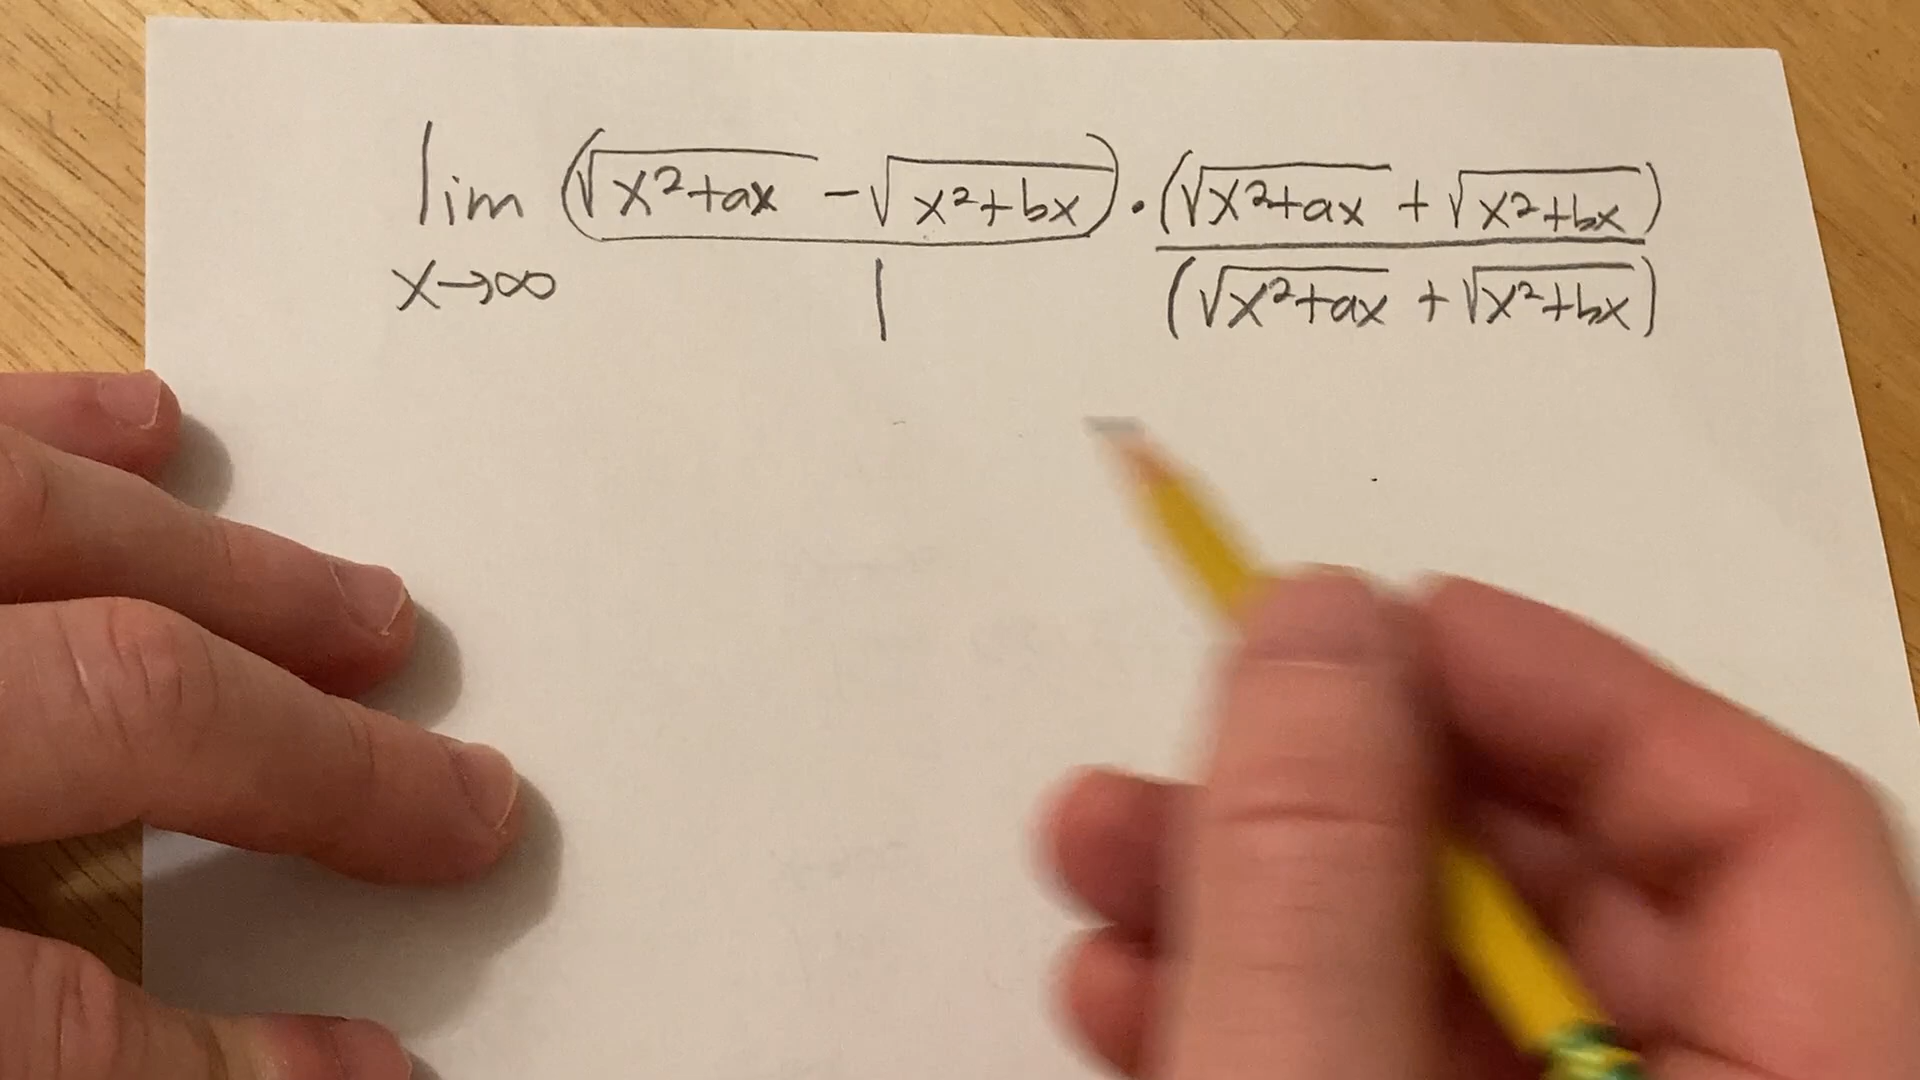 lim (√x²+ax - √x²+bx) · (√x²+ax + √x²+bx)
x→∞ 1 (√x²+ax + √x²+bx)